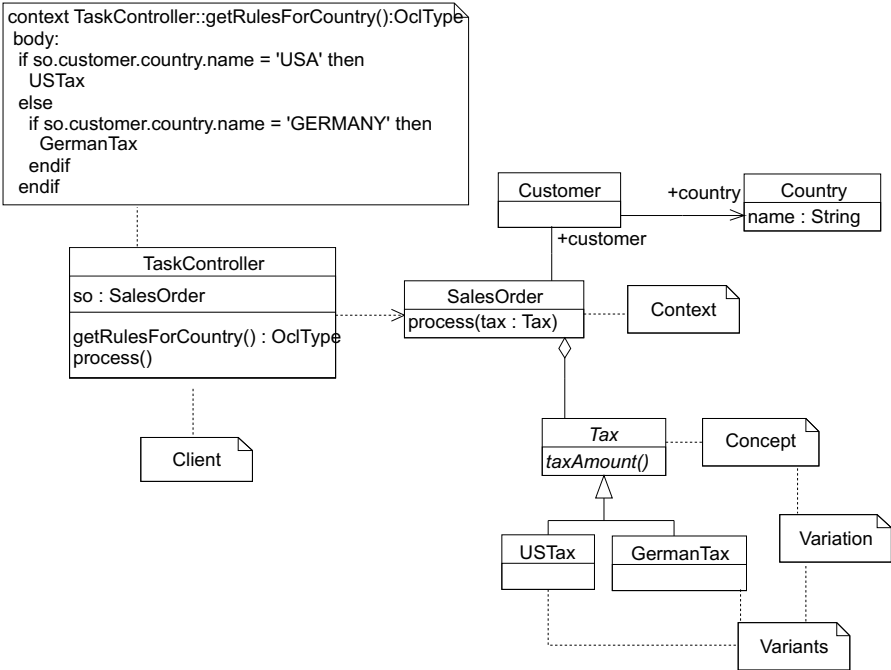 context TaskController::getRulesForCountry():OclType
body:
if so.customer.country.name = 'USA' then
USTax
else
if so.customer.country.name = 'GERMANY' then
GermanTax
endif
endif
Customer
+country
Country
name : String
+customer
TaskController
so : SalesOrder
getRulesForCountry() : OclType
process()
SalesOrder
process(tax : Tax)
Context
Client
Tax
taxAmount()
Concept
Variation
USTax
GermanTax
Variants